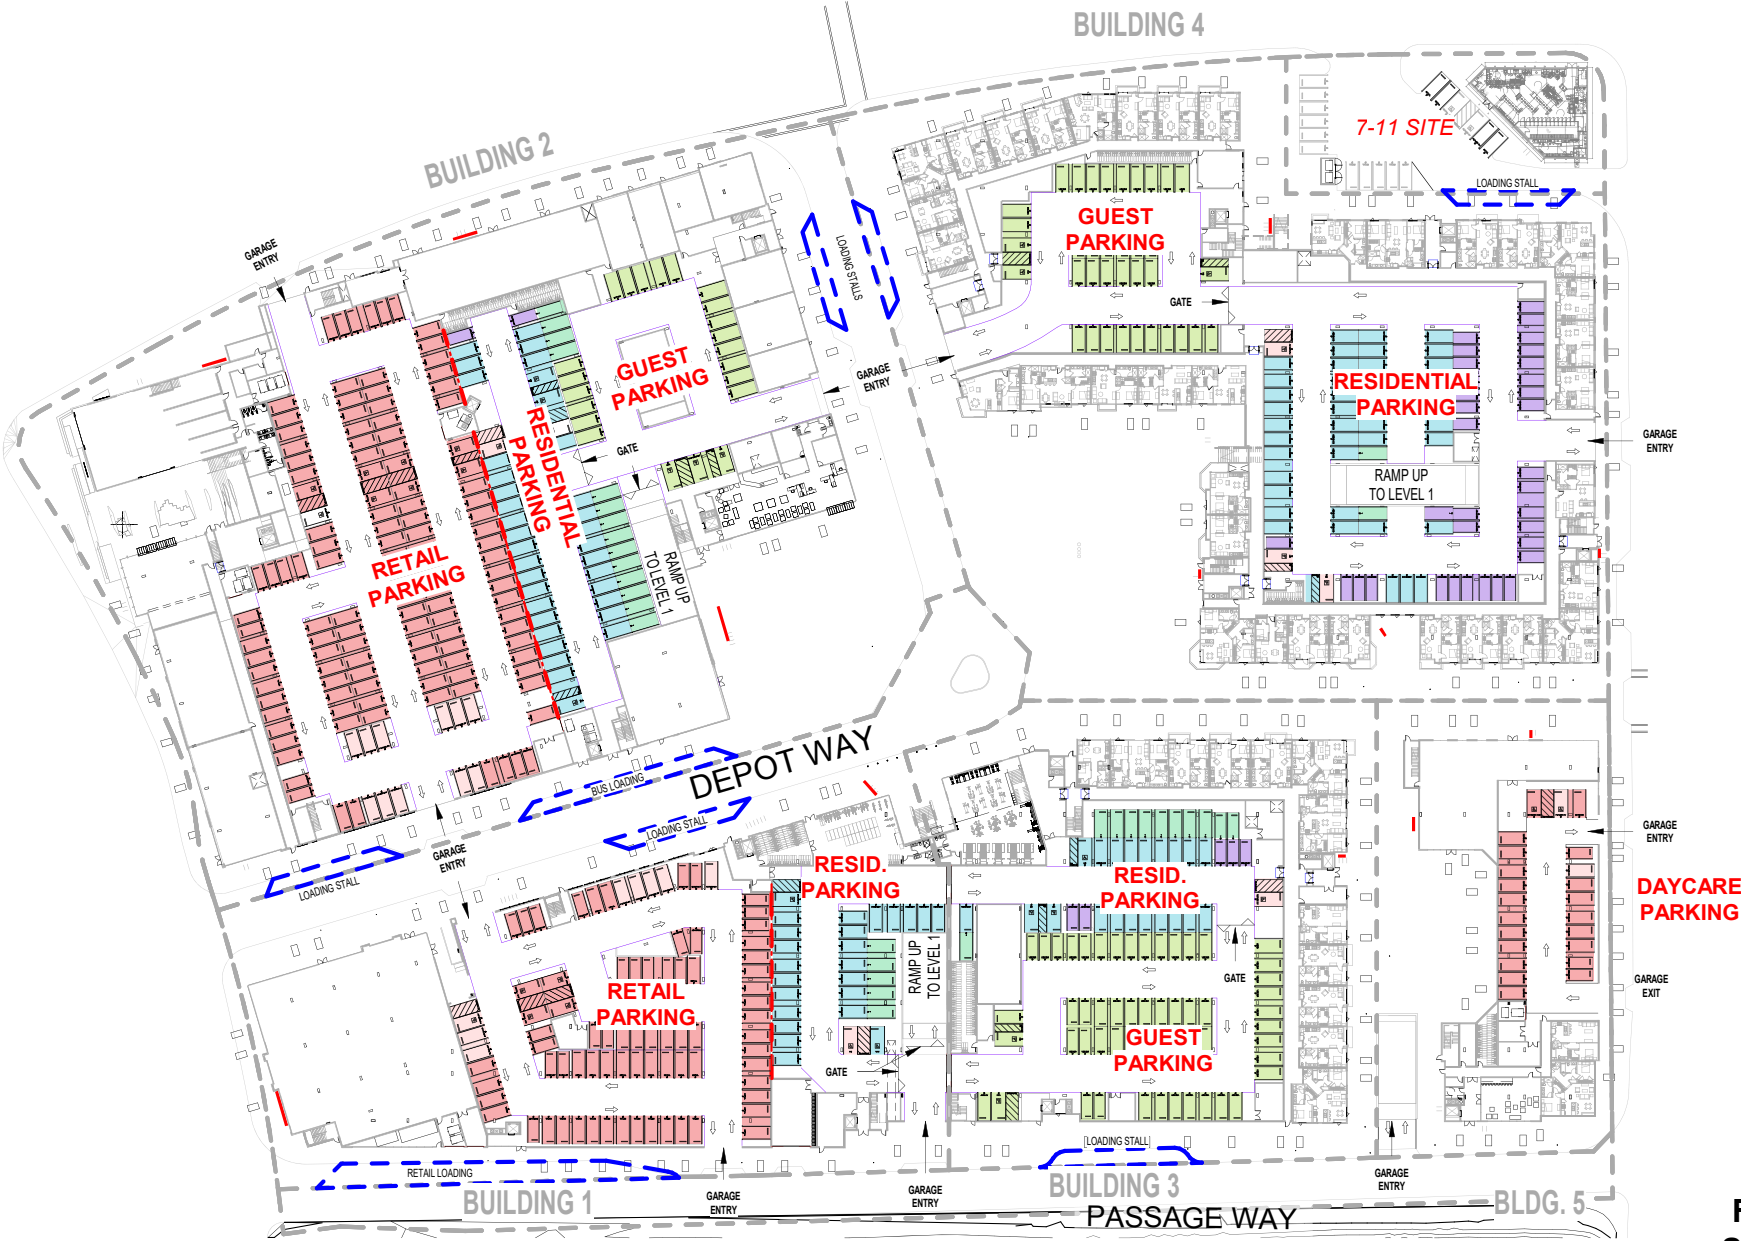 BUILDING 4
BUILDING 2
7-11 SITE
LOADING STALL
GARAGE
ENTRY
LOADING STALLS
GUEST
PARKING
GATE
GUEST
PARKING
GARAGE
ENTRY
RESIDENTIAL
PARKING
GARAGE
ENTRY
RESIDENTIAL
PARKING
GATE
RAMP UP
TO LEVEL 1
RETAIL
PARKING
RAMP UP
TO LEVEL 1
DEPOT WAY
BUS LOADING
LOADING STALL
GARAGE
ENTRY
LOADING STALL
RESID.
PARKING
RESID.
PARKING
GARAGE
ENTRY
DAYCARE
PARKING
RAMP UP
TO LEVEL 1
GATE
GARAGE
EXIT
RETAIL
PARKING
GUEST
PARKING
GATE
LOADING STALL
RETAIL LOADING
GARAGE
ENTRY
GARAGE
ENTRY
GARAGE
ENTRY
BUILDING 1
BUILDING 3
BLDG. 5
PASSAGE WAY